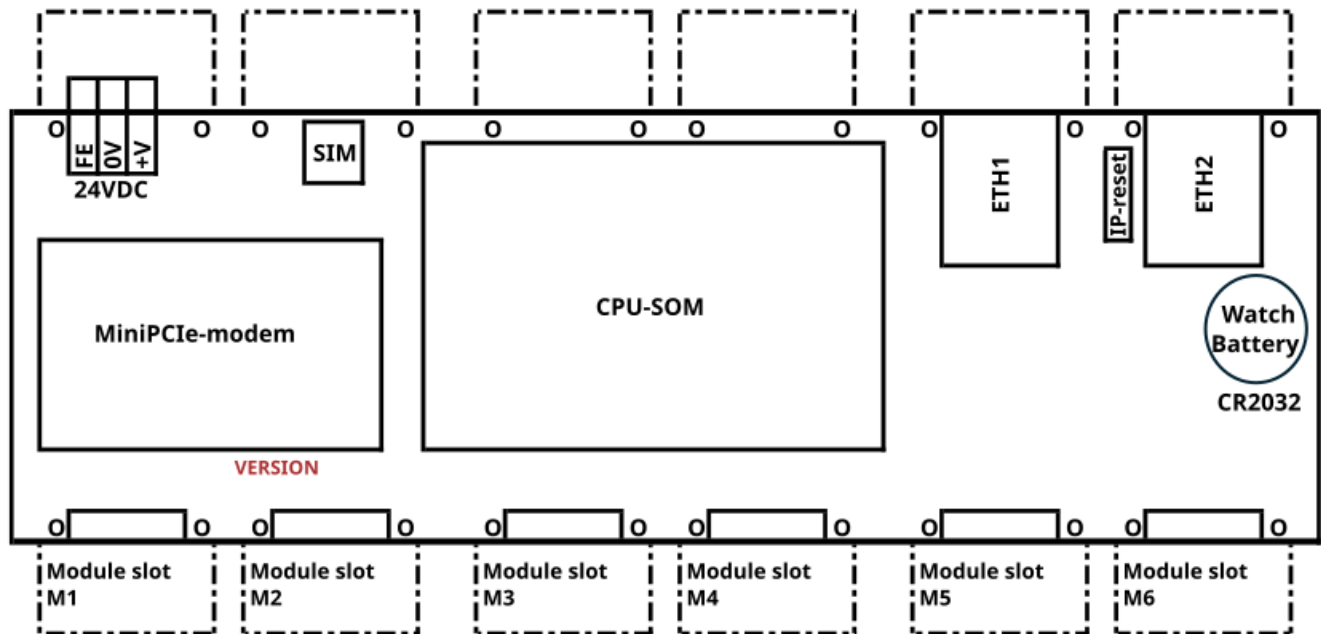 FE
0V
+V
24VDC
SIM
ETH1
IP-reset
ETH2
MiniPCIe-modem
CPU-SOM
Watch
Battery
CR2032
VERSION
Module slot
M1
Module slot
M2
Module slot
M3
Module slot
M4
Module slot
M5
Module slot
M6